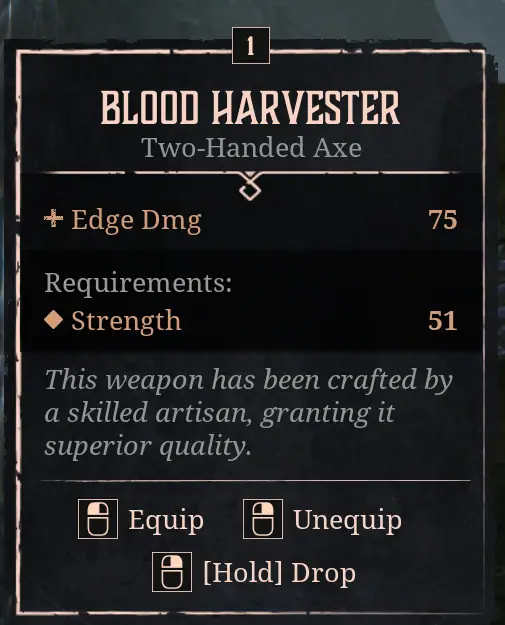 1
BLOOD HARVESTER
Two-Handed Axe
Edge Dmg 75
Requirements:
Strength 51
This weapon has been crafted by
a skilled artisan, granting it
superior quality.
Equip Unequip
[Hold] Drop